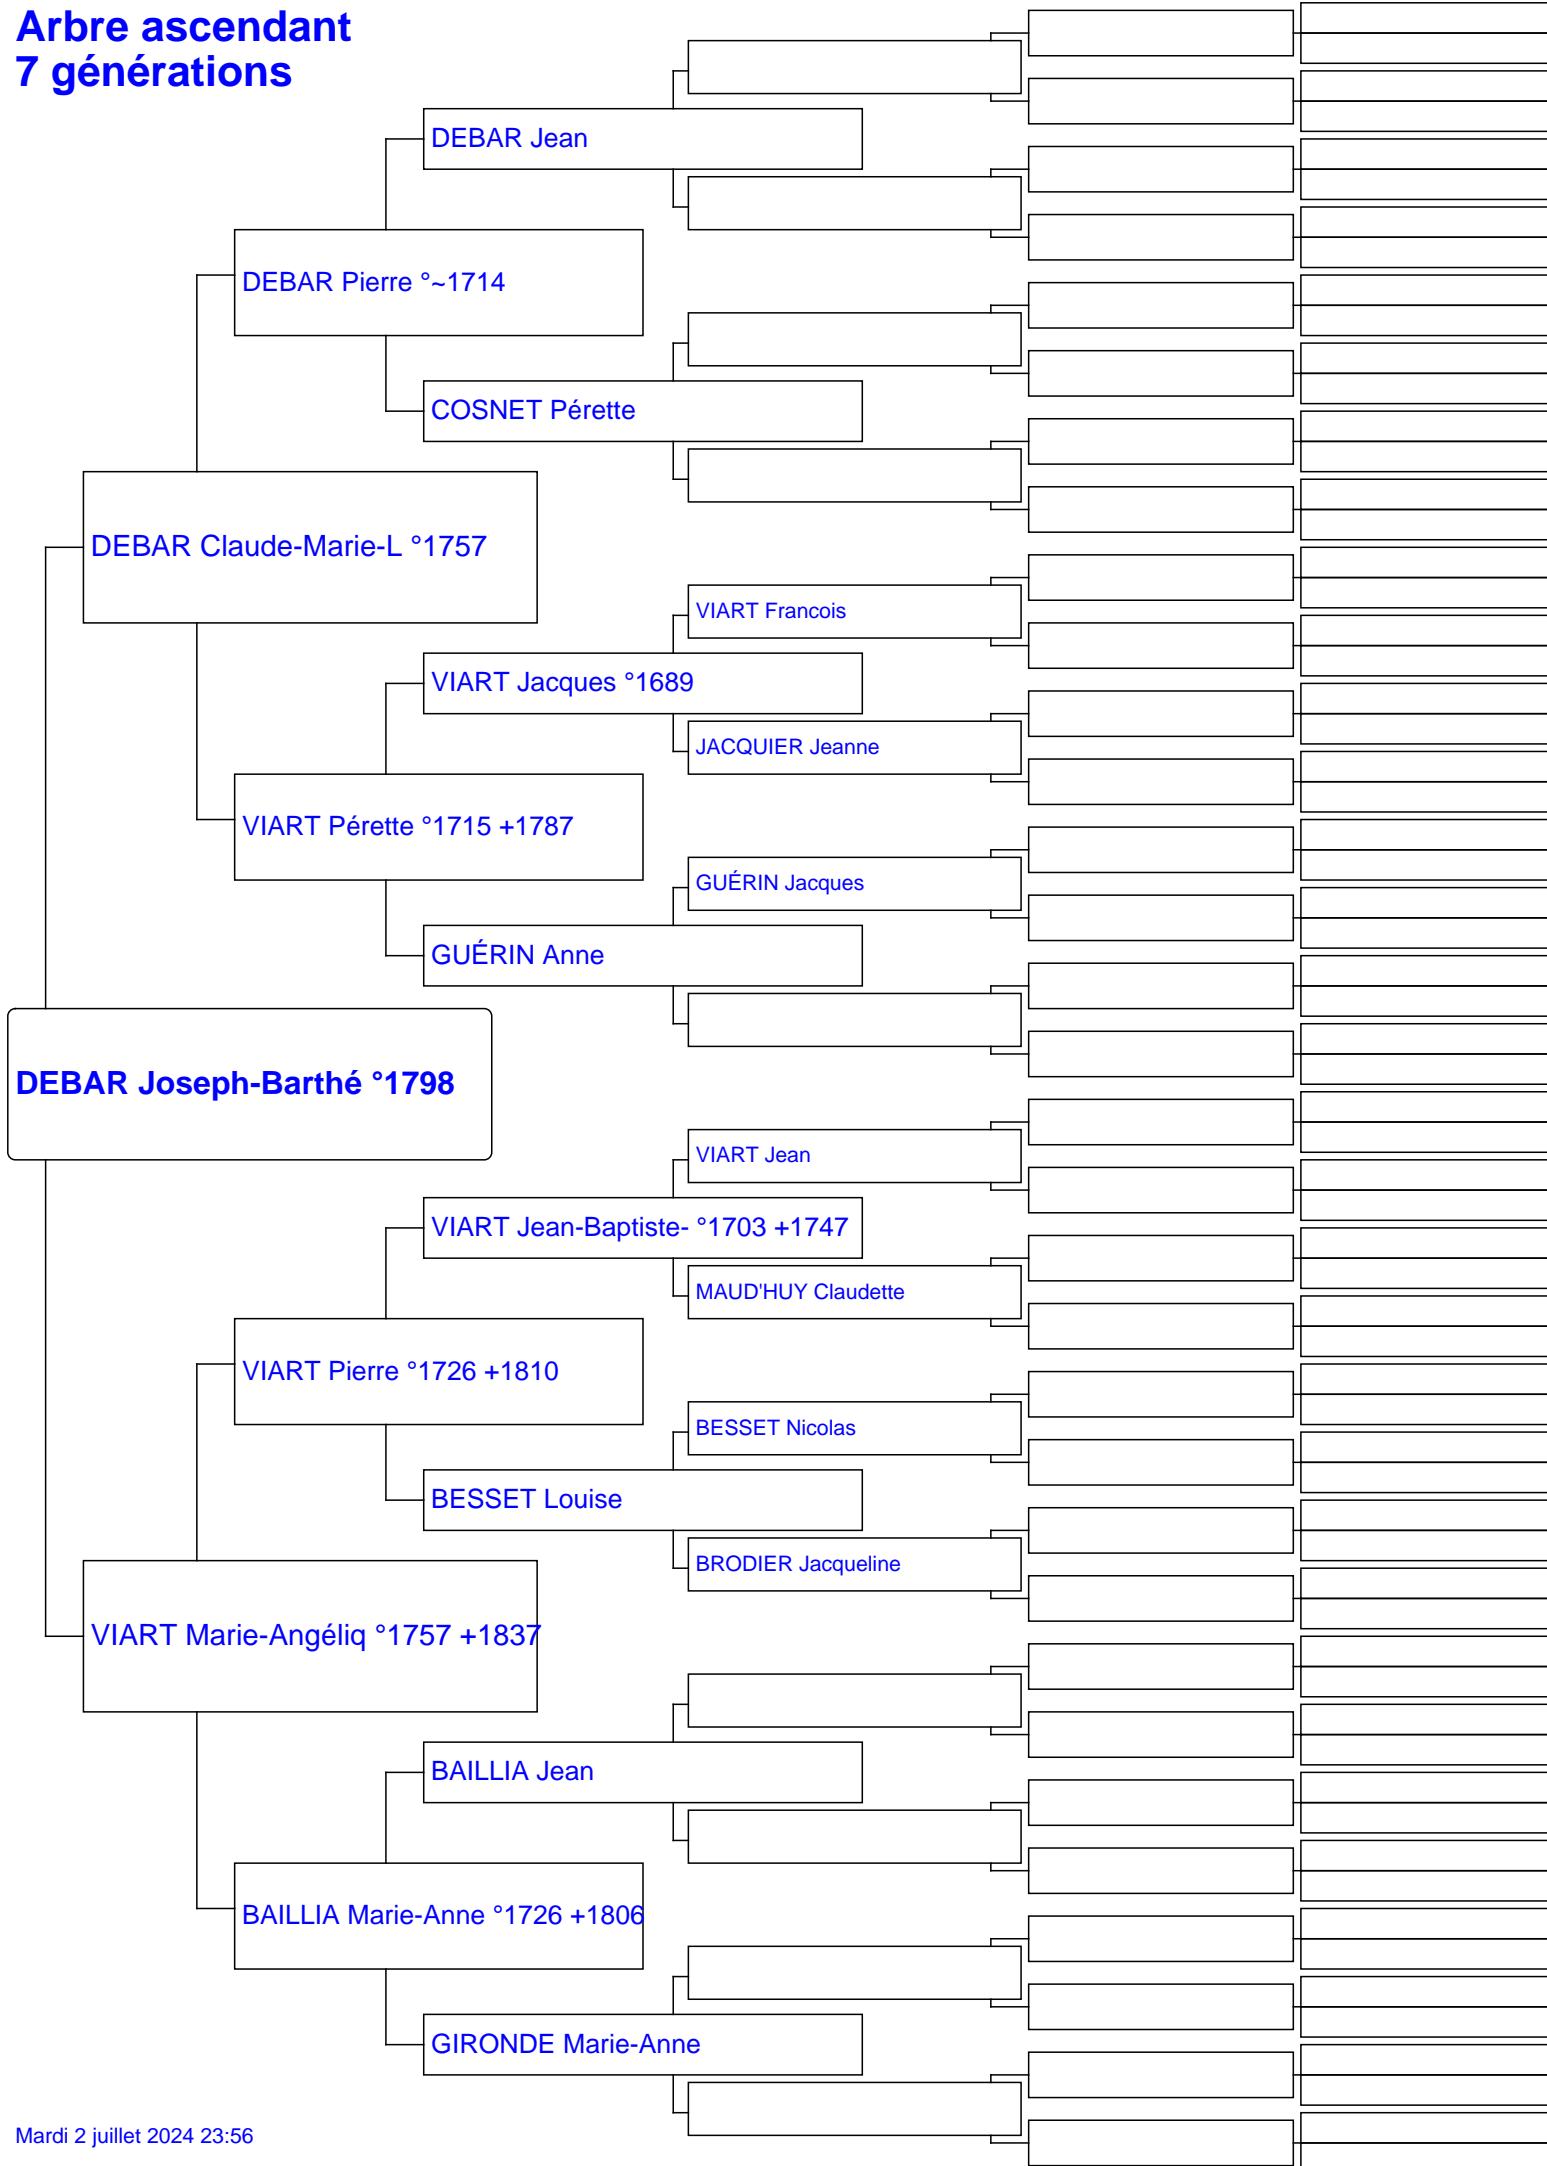 Arbre ascendant
7 générations
DEBAR Jean
DEBAR Pierre °~1714
COSNET Pérette
DEBAR Claude-Marie-L °1757
VIART Francois
VIART Jacques °1689
JACQUIER Jeanne
VIART Pérette °1715 +1787
GUÉRIN Jacques
GUÉRIN Anne
DEBAR Joseph-Barthé °1798
VIART Jean
VIART Jean-Baptiste- °1703 +1747
MAUD'HUY Claudette
VIART Pierre °1726 +1810
BESSET Nicolas
BESSET Louise
BRODIER Jacqueline
VIART Marie-Angéliq °1757 +1837
BAILLIA Jean
BAILLIA Marie-Anne °1726 +1806
GIRONDE Marie-Anne
Mardi 2 juillet 2024 23:56